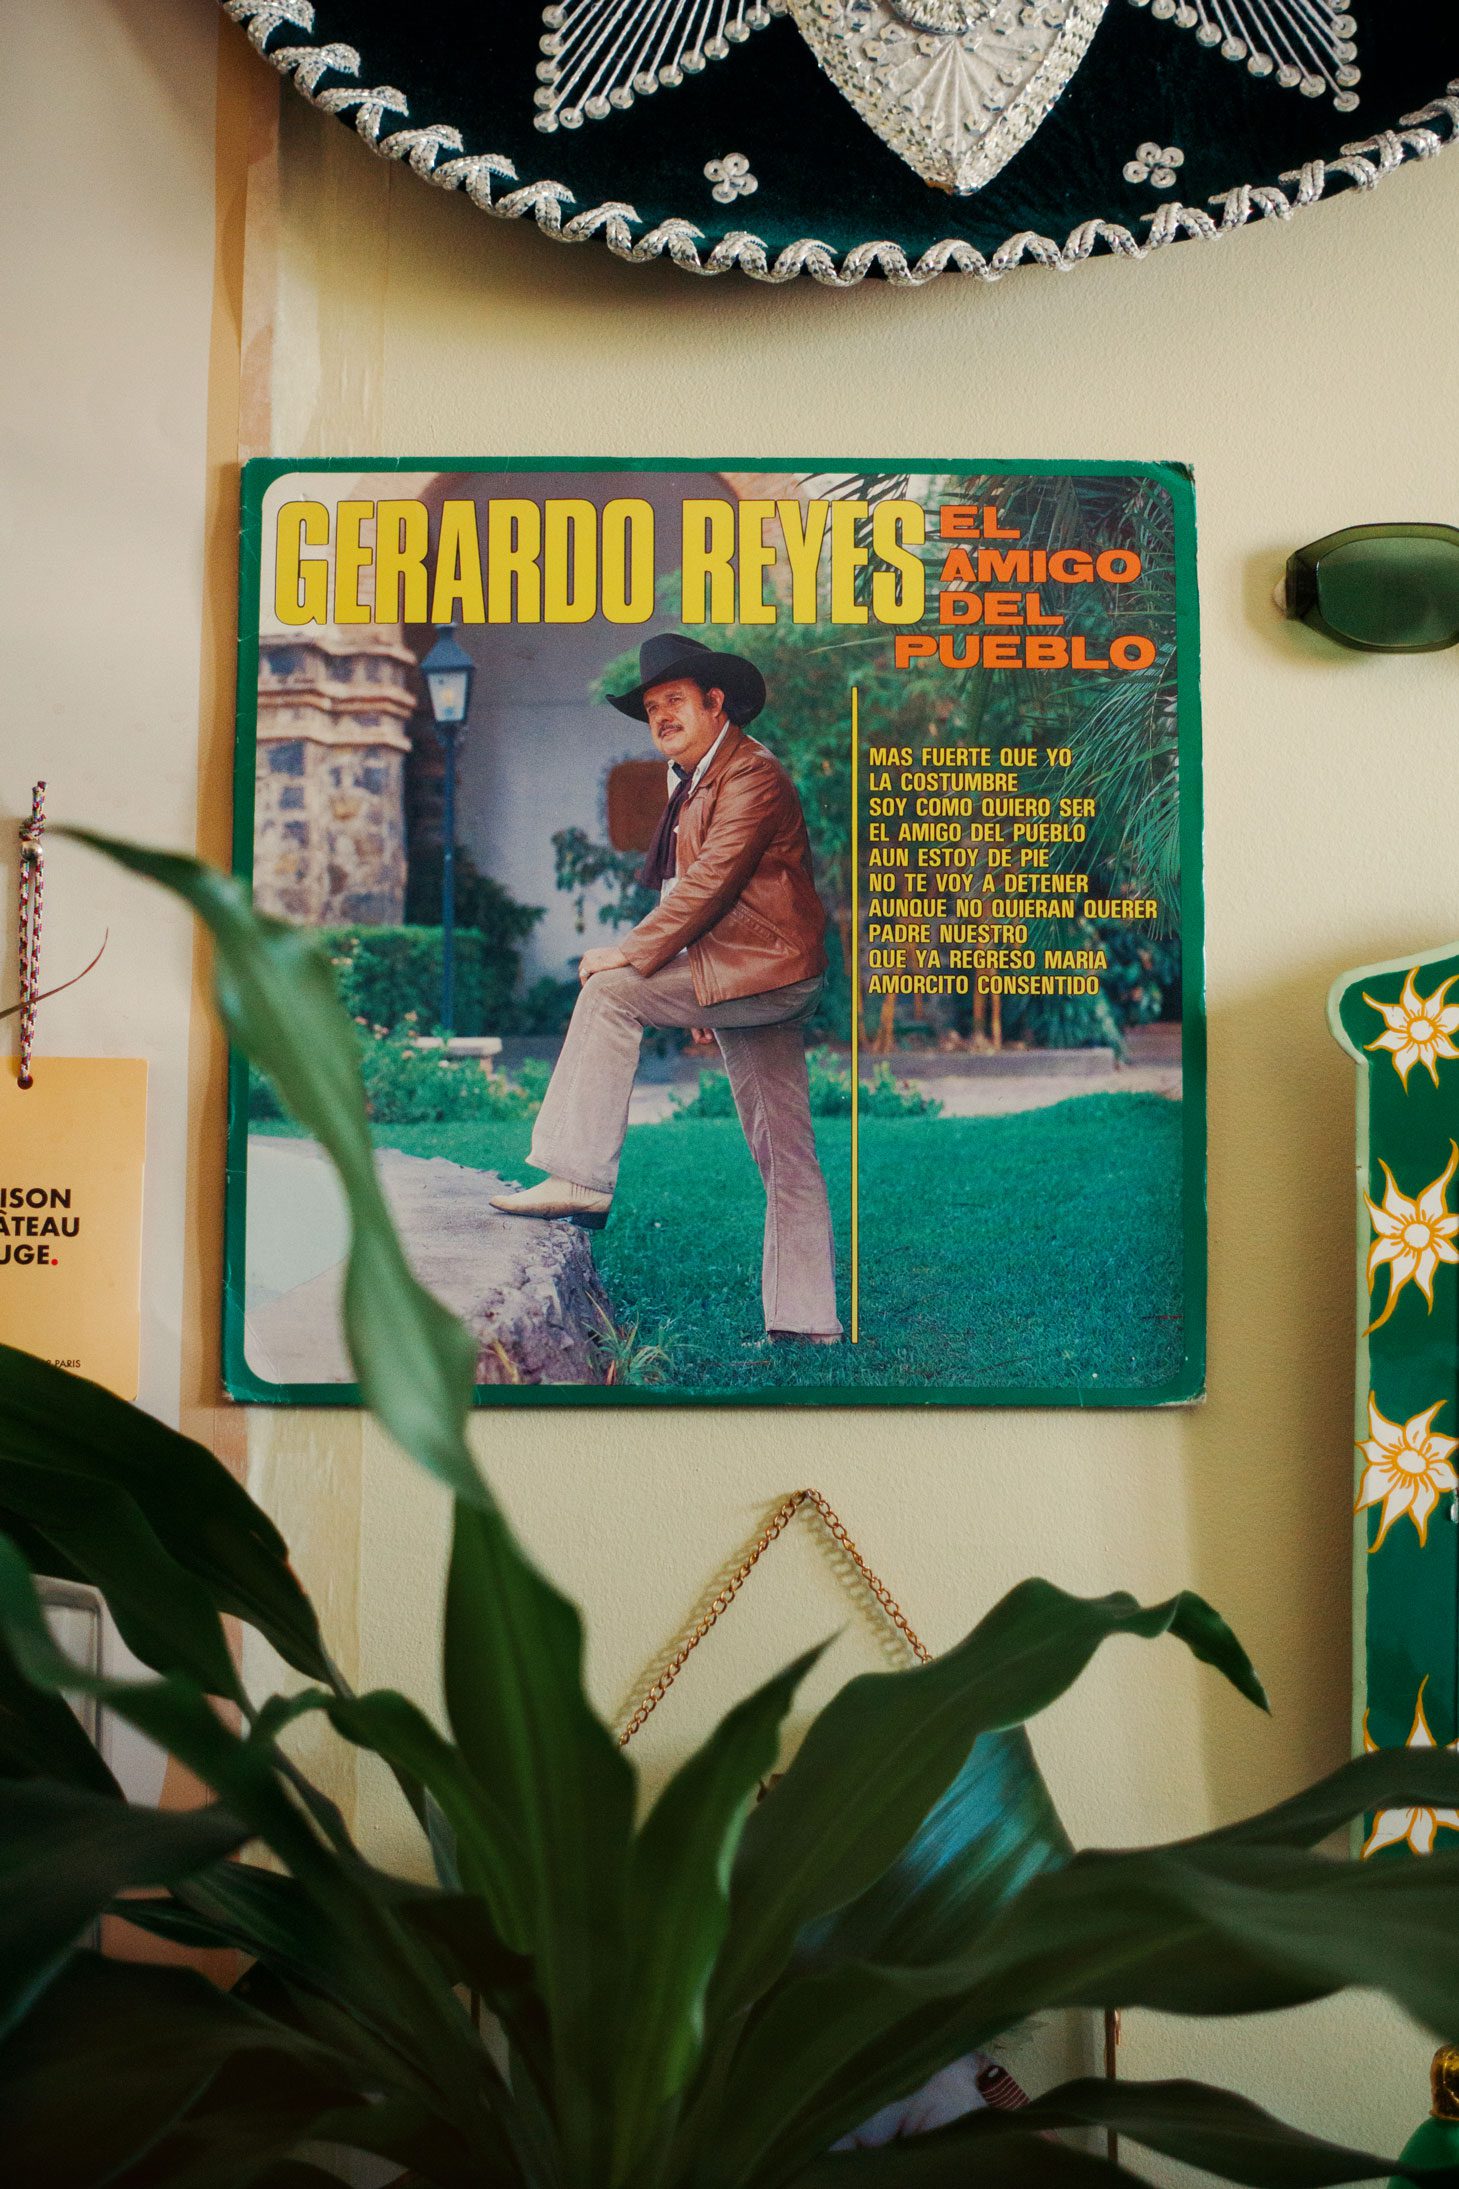 GERARDO REYES
EL
AMIGO
DEL
PUEBLO
MAS FUERTE QUE YO
LA COSTUMBRE
SOY COMO QUIERO SER
EL AMIGO DEL PUEBLO
AUN ESTOY DE PIE
NO TE VOY A DETENER
AUNQUE NO QUIERAN QUERER
PADRE NUESTRO
QUE YA REGRESO MARIA
AMORCITO CONSENTIDO
ISON
ÂTEAU
UGE.
PARIS